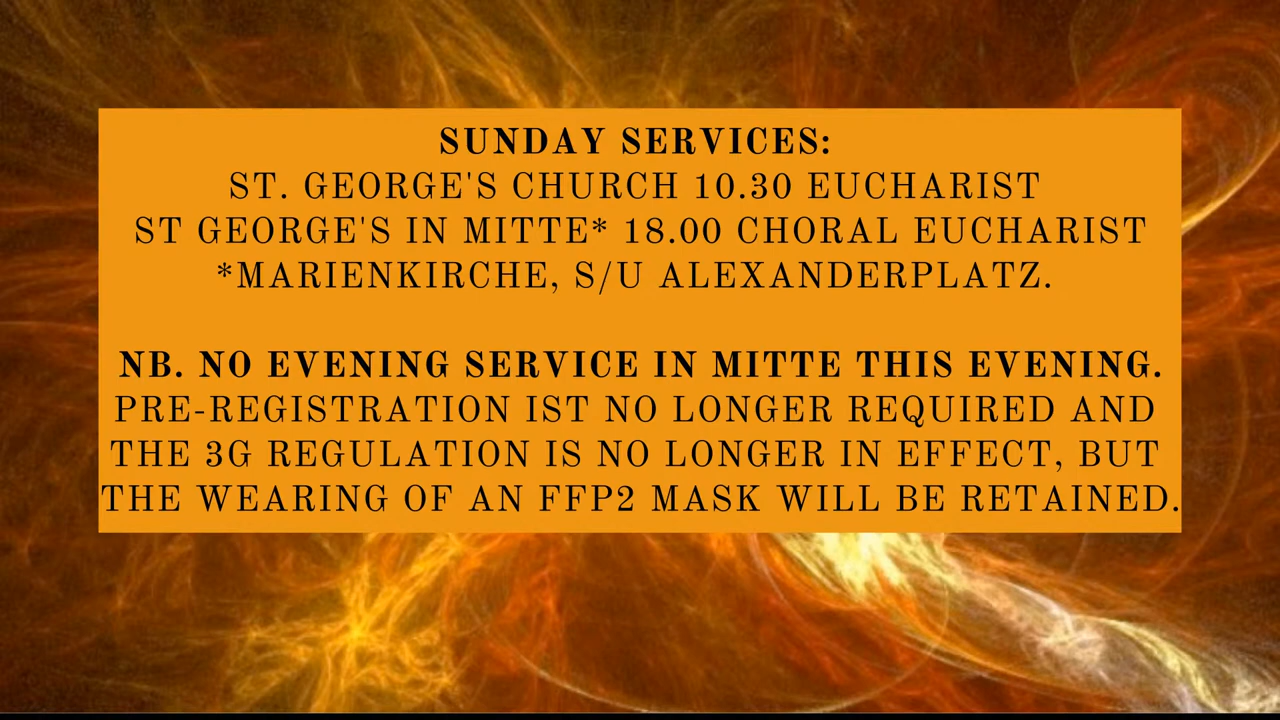 SUNDAY SERVICES:
ST. GEORGE'S CHURCH 10.30 EUCHARIST
ST GEORGE'S IN MITTE* 18.00 CHORAL EUCHARIST
*MARIENKIRCHE, S/U ALEXANDERPLATZ.
NB. NO EVENING SERVICE IN MITTE THIS EVENING.
PRE-REGISTRATION IST NO LONGER REQUIRED AND
THE 3G REGULATION IS NO LONGER IN EFFECT, BUT
THE WEARING OF AN FFP2 MASK WILL BE RETAINED.